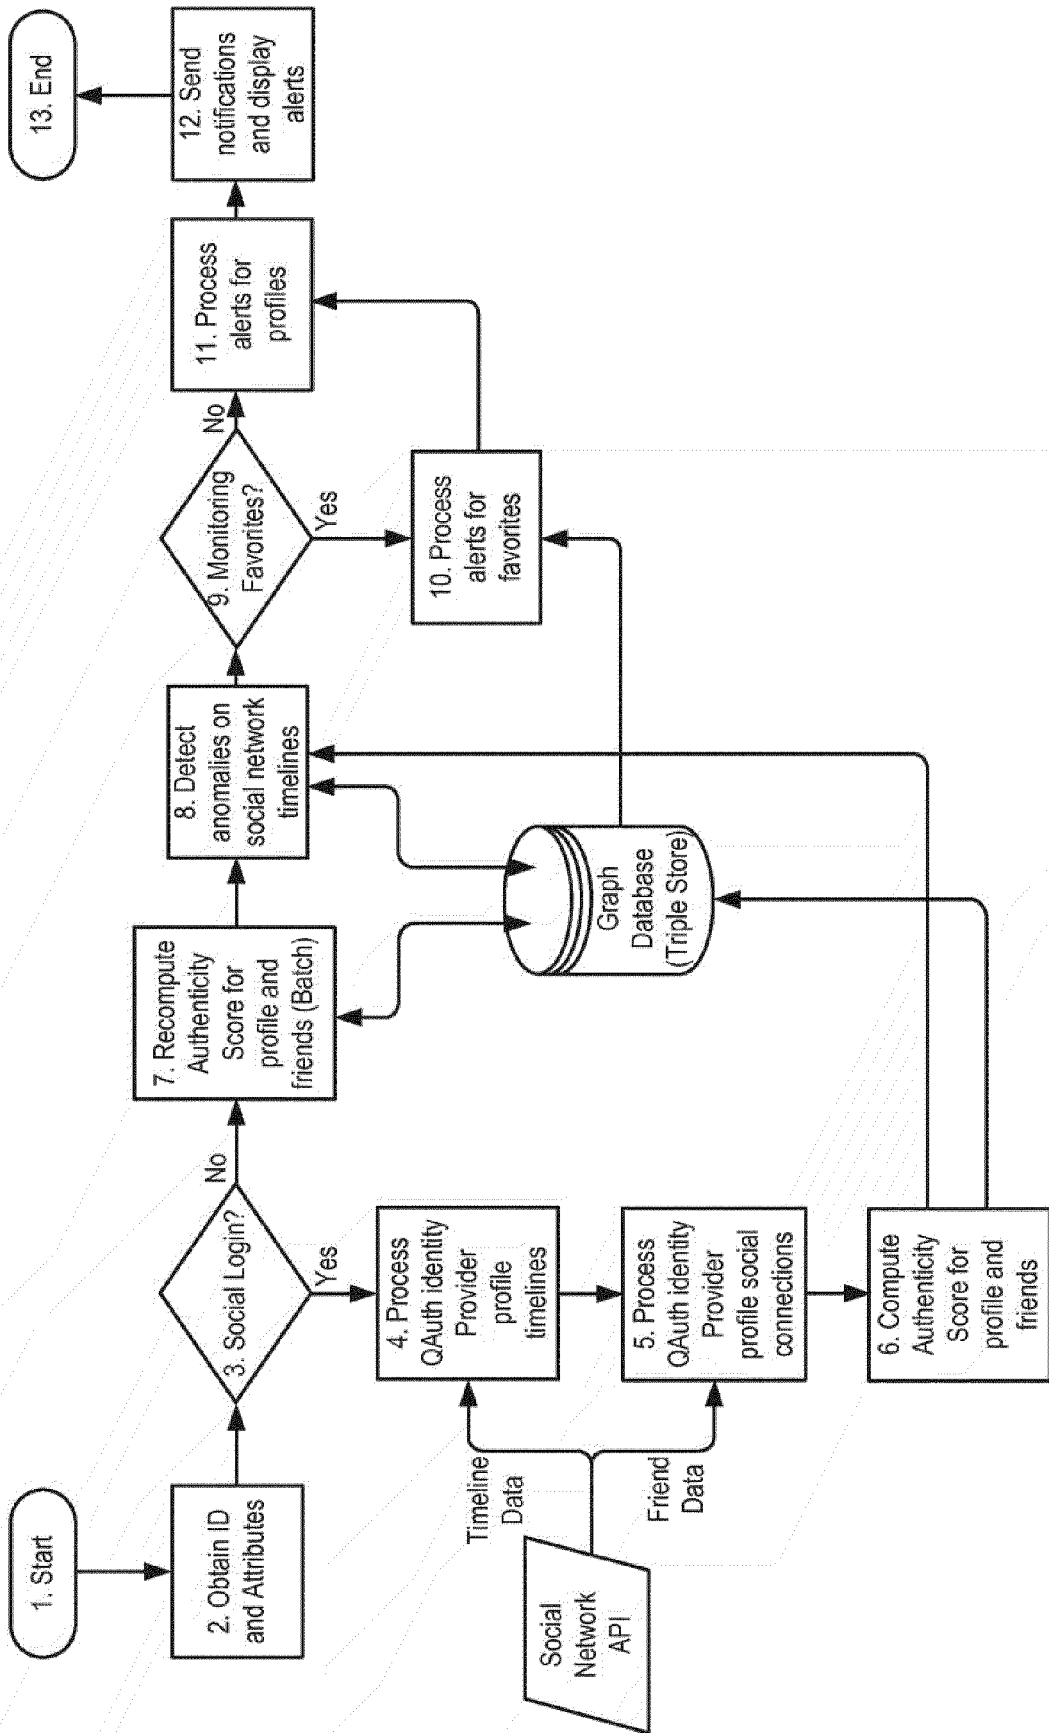 1. Start
2. Obtain ID
and Attributes
3. Social Login?
Yes
No
4. Process
QAuth identity
Provider
profile
timelines
5. Process
QAuth identity
Provider
profile social
connections
6. Compute
Authenticity
Score for
profile and
friends
Social
Network
API
Timeline
Data
Friend
Data
7. Recompute
Authenticity
Score for
profile and
friends (Batch)
8. Detect
anomalies on
social network
timelines
Graph
Database
(Triple Store)
9. Monitoring
Favorites?
Yes
No
10. Process
alerts for
favorites
11. Process
alerts for
profiles
12. Send
notifications
and display
alerts
13. End